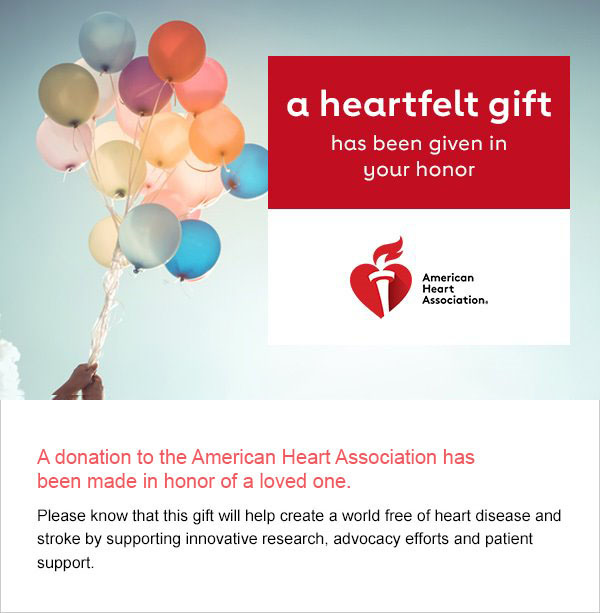 a heartfelt gift
has been given in
your honor
American
Heart
Association®
A donation to the American Heart Association has
been made in honor of a loved one.
Please know that this gift will help create a world free of heart disease and
stroke by supporting innovative research, advocacy efforts and patient
support.